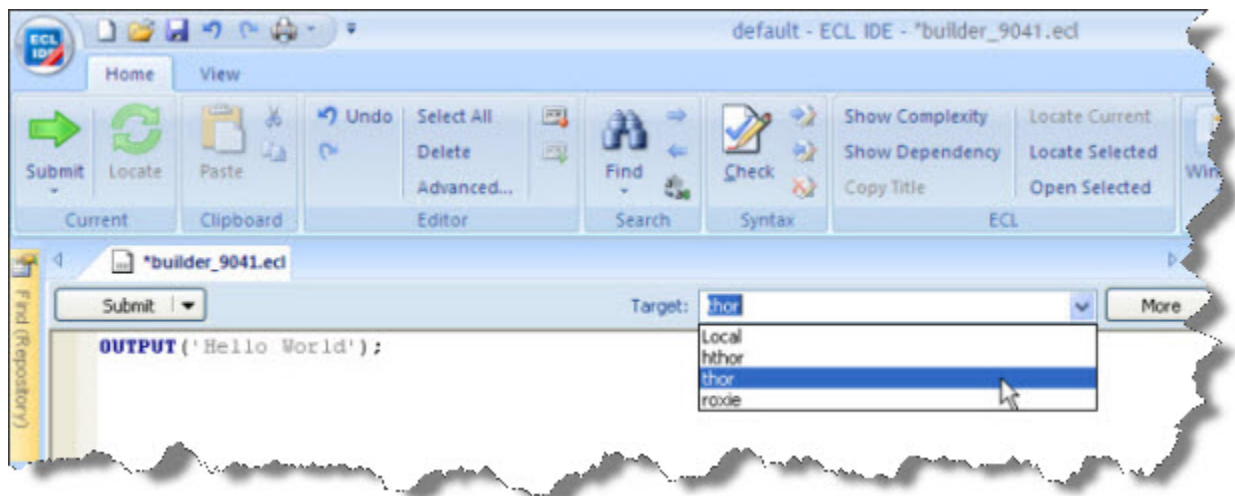 default - ECL IDE - *builder_9041.ecl
ECL IDE
Home View
Undo Select All Show Complexity Locate Current
Delete Show Dependency Locate Selected
Submit Locate Paste Advanced... Find Check Copy Title Open Selected
Current Clipboard Editor Search Syntax ECL
*builder_9041.ecl
Find (Repository)
Submit Target: thor More
OUTPUT('Hello World');
Local
hthor
thor
roxie